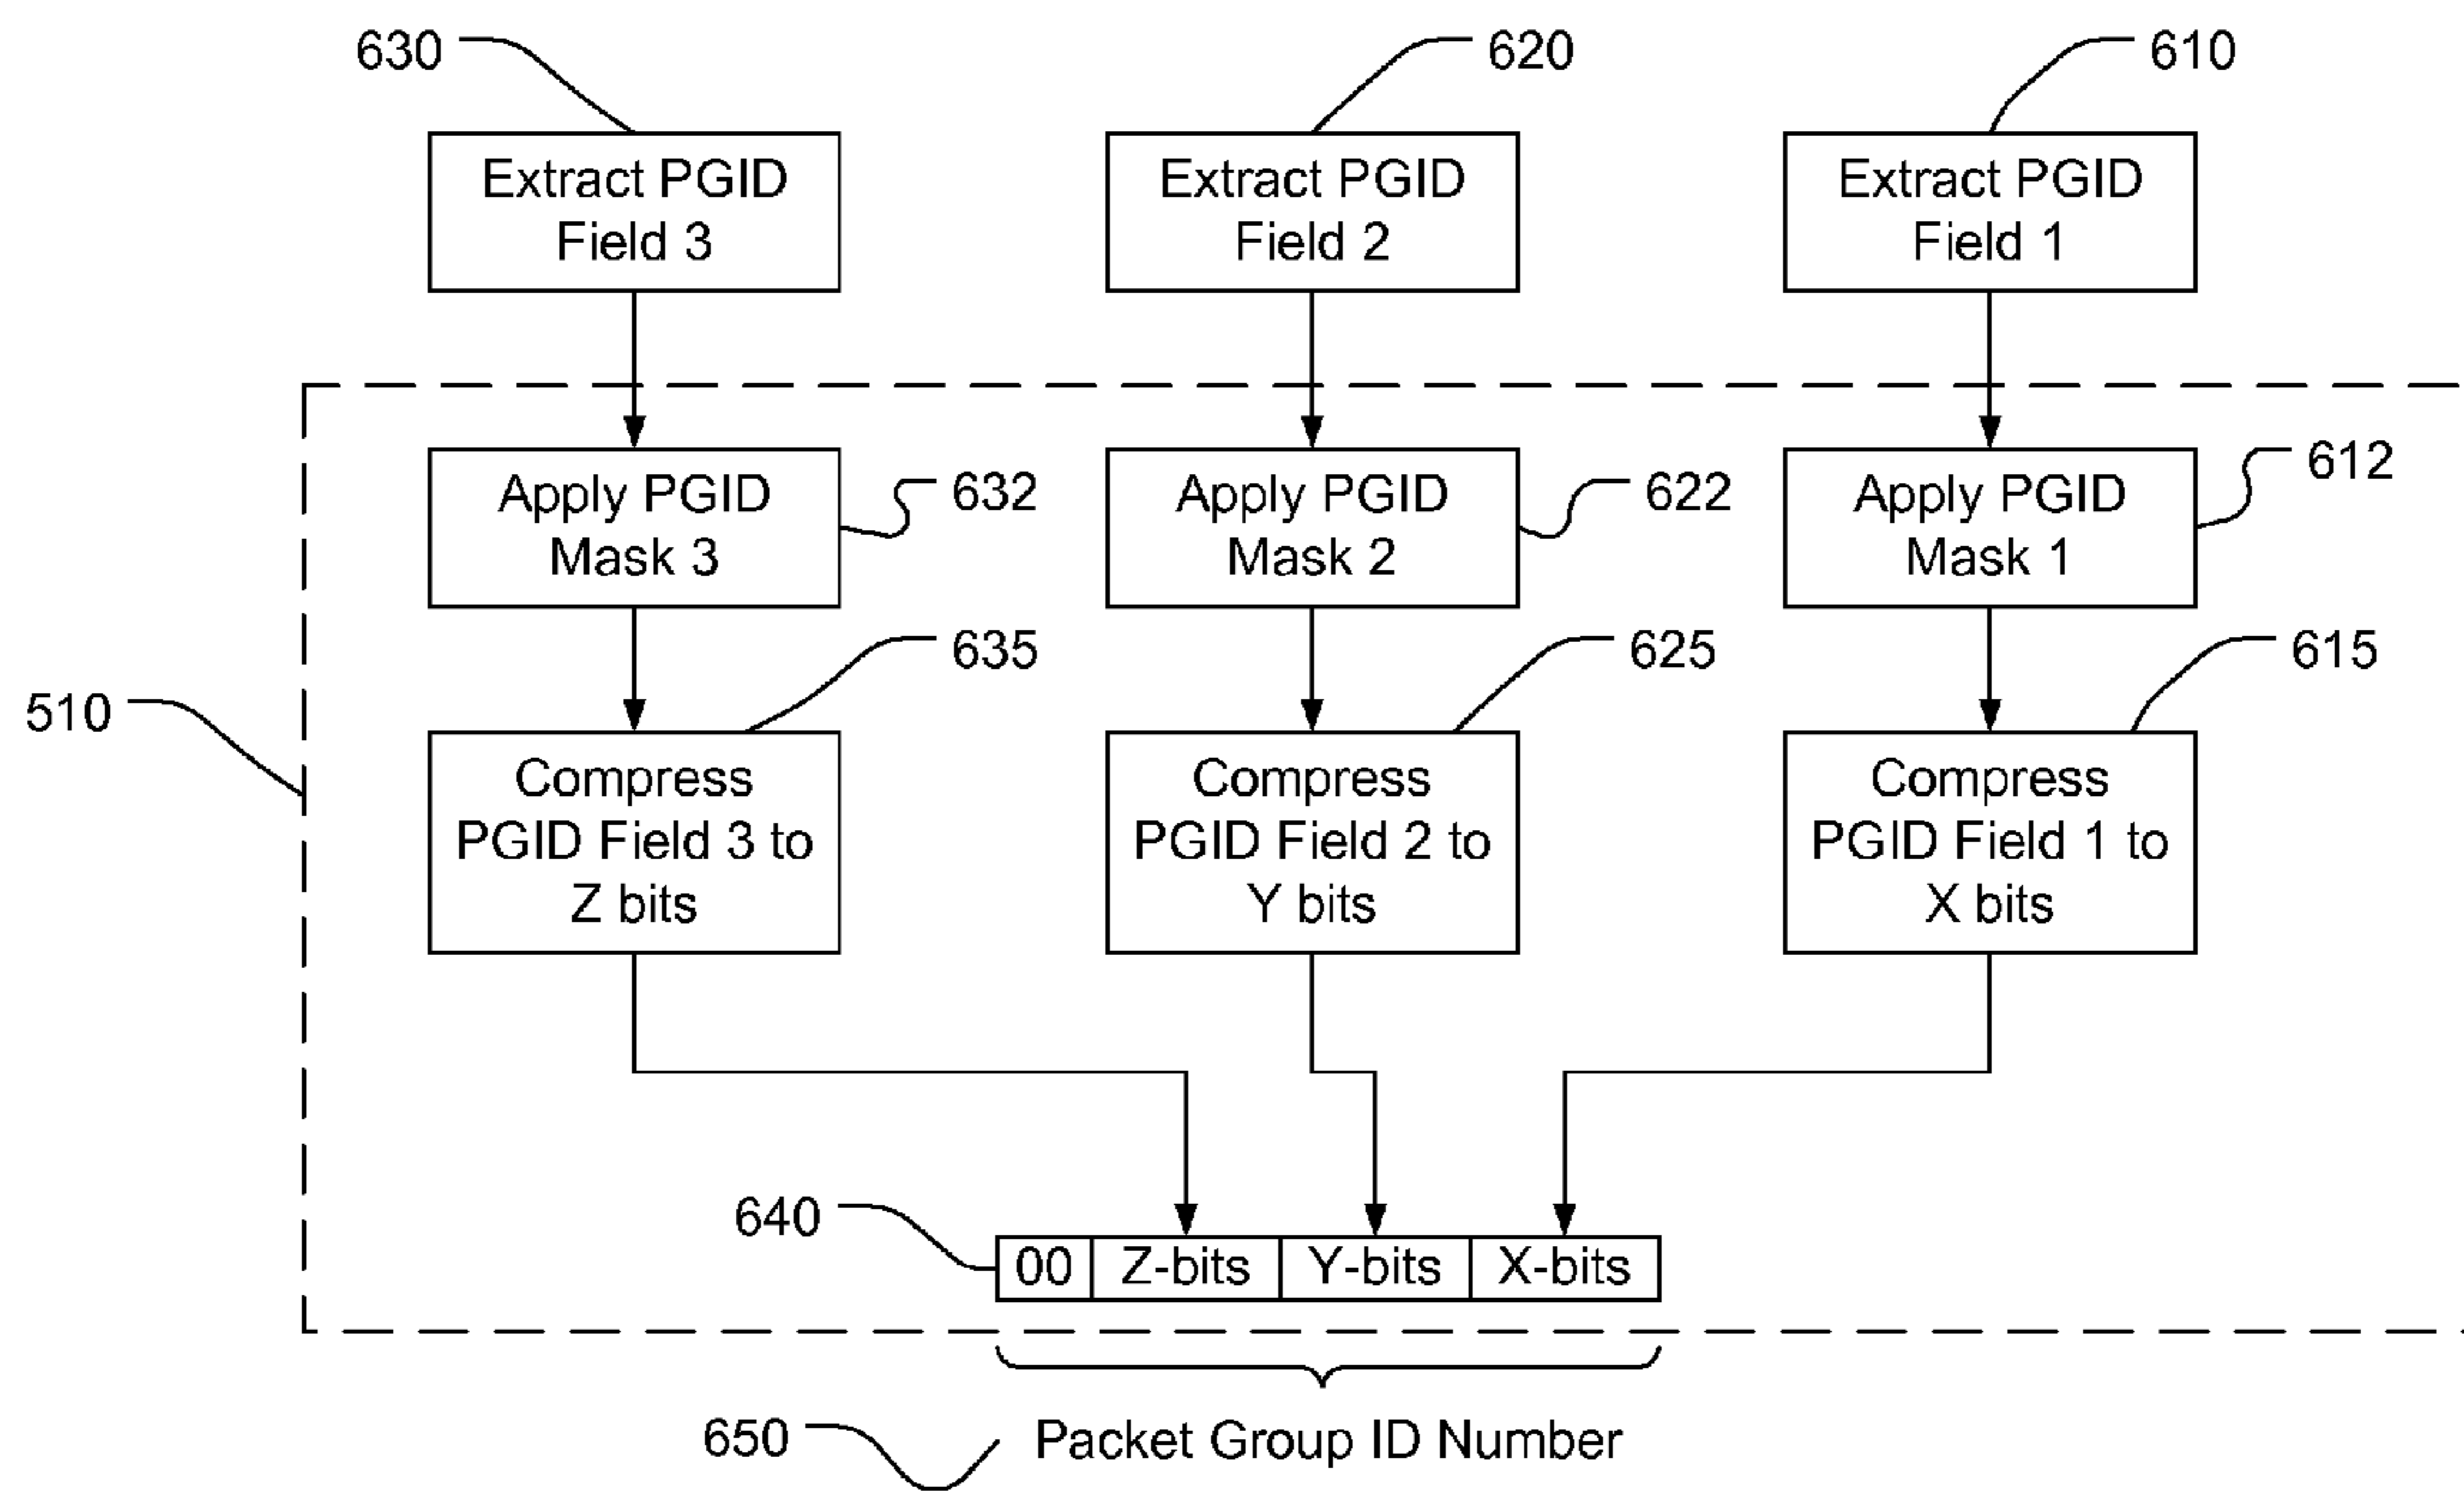 630
620
610
Extract PGID
Field 3
Extract PGID
Field 2
Extract PGID
Field 1
Apply PGID
Mask 3
632
Apply PGID
Mask 2
622
Apply PGID
Mask 1
612
635
625
615
510
Compress
PGID Field 3 to
Z bits
Compress
PGID Field 2 to
Y bits
Compress
PGID Field 1 to
X bits
640
00
Z-bits
Y-bits
X-bits
650
Packet Group ID Number